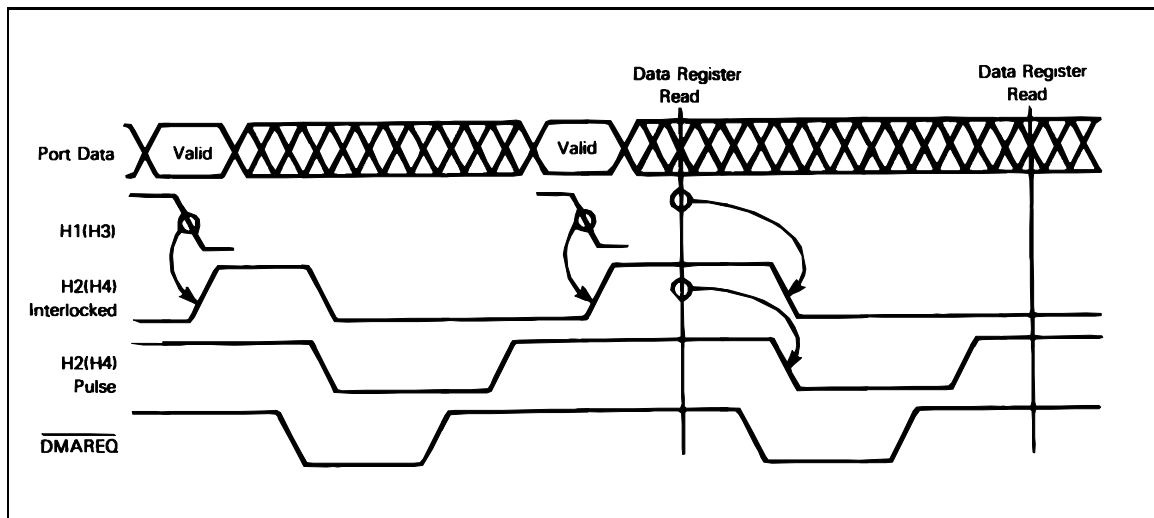 Data Register
Read
Data Register
Read
Port Data
Valid
Valid
H1(H3)
H2(H4)
Interlocked
H2(H4)
Pulse
DMAREQ